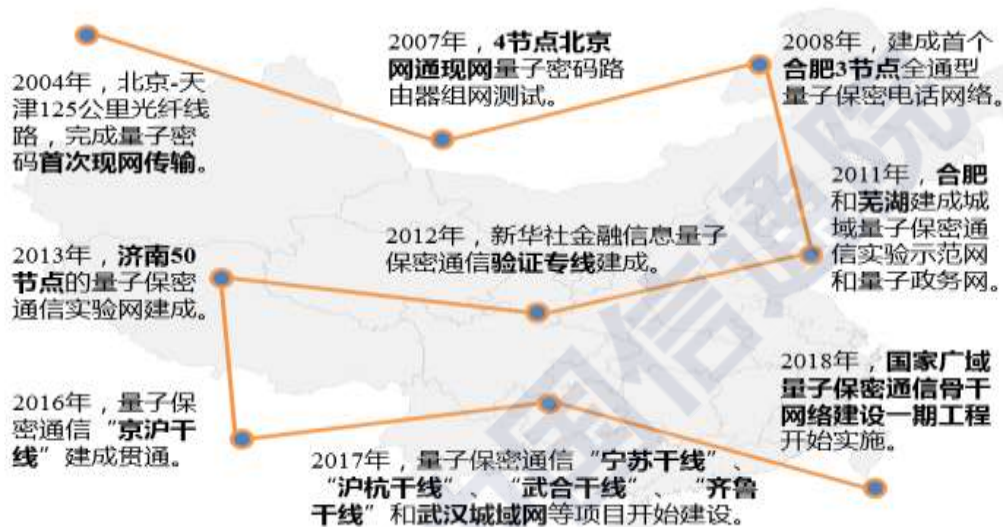 2004年，北京-天
津125公里光纤线
路，完成量子密
码首次现网传输。
2007年，4节点北京
网通现网量子密码路
由器组网测试。
2008年，建成首个
合肥3节点全通型
量子保密电话网络。
2011年，合肥
和芜湖建成城
域量子保密通
信实验示范网
和量子政务网。
2012年，新华社金融信息量子
保密通信验证专线建成。
2013年，济南50
节点的量子保密
通信实验网建成。
2016年，量子保
密通信“京沪干
线”建成贯通。
2017年，量子保密通信“宁苏干线”、
“沪杭干线”、“武合干线”、“齐鲁
干线”和武汉城域网等项目开始建设。
2018年，国家广域
量子保密通信骨干
网络建设一期工程
开始实施。
国信通院